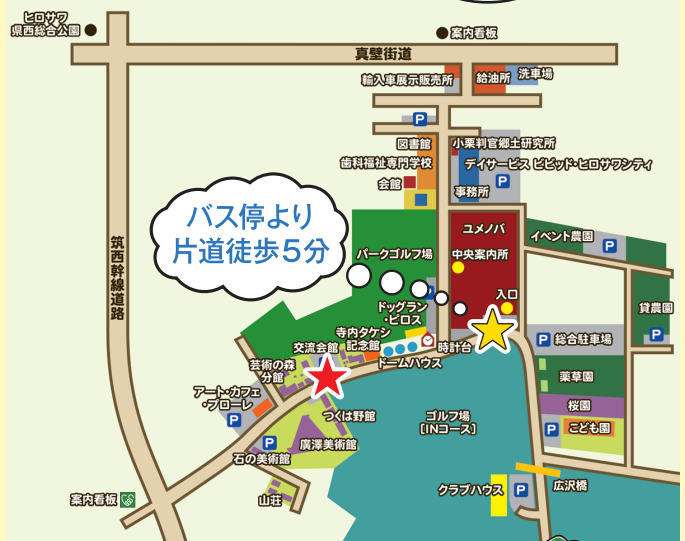 ヒロサワ
県西総合公園
案内看板
真壁街道
輸入車展示販売所
給油所
洗車場
P
図書館
小栗判官郷土研究所
歯科福祉専門学校
デイサービス ビビッド・ヒロサワシティ
会館
P
事務所
バス停より
片道徒歩5分
筑西幹線道路
パークゴルフ場
ユメノバ
中央案内所
イベント農園
P
入口
貸農園
P
ドッグラン
・ピロス
P
寺内タケシ
記念館
交流会館
時計台
P
総合駐車場
ドームハウス
芸術の森
分館
薬草園
アート・カフェ
・ブローレ
P
つくは野館
ゴルフ場
[INコース]
桜園
P
こども園
P
廣澤美術館
石の美術館
山荘
案内看板
クラブハウス
P
広沢橋